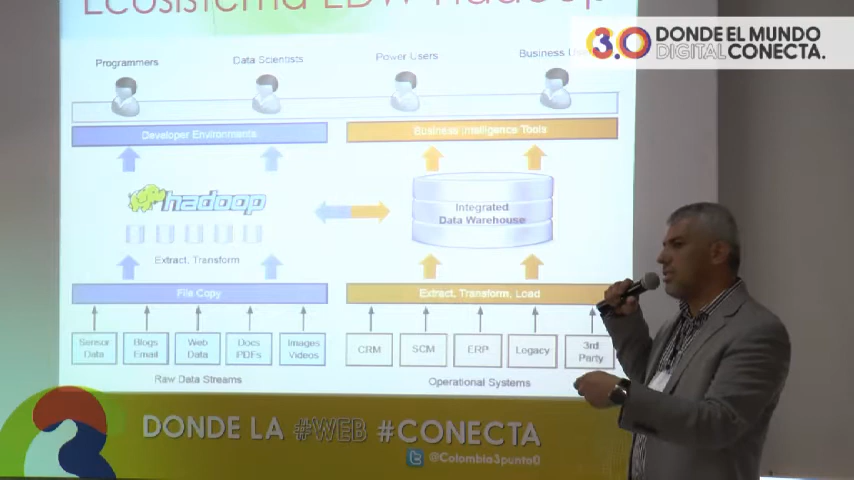 Ecosistema EDW-Hadoop
3.0 DONDE EL MUNDO
DIGITAL CONECTA.
Programmers
Data Scientists
Power Users
Business
Developer Environments
Business Intelligence Tools
hadoop
Integrated
Data Warehouse
Extract, Transform
File Copy
Extract, Transform, Load
Sensor
Data
Blogs
Email
Web
Data
Docs
PDFs
Images
Videos
CRM
SCM
ERP
Legacy
3rd
Party
Raw Data Streams
Operational Systems
DONDE LA #WEB #CONECTA
@Colombia3punto0